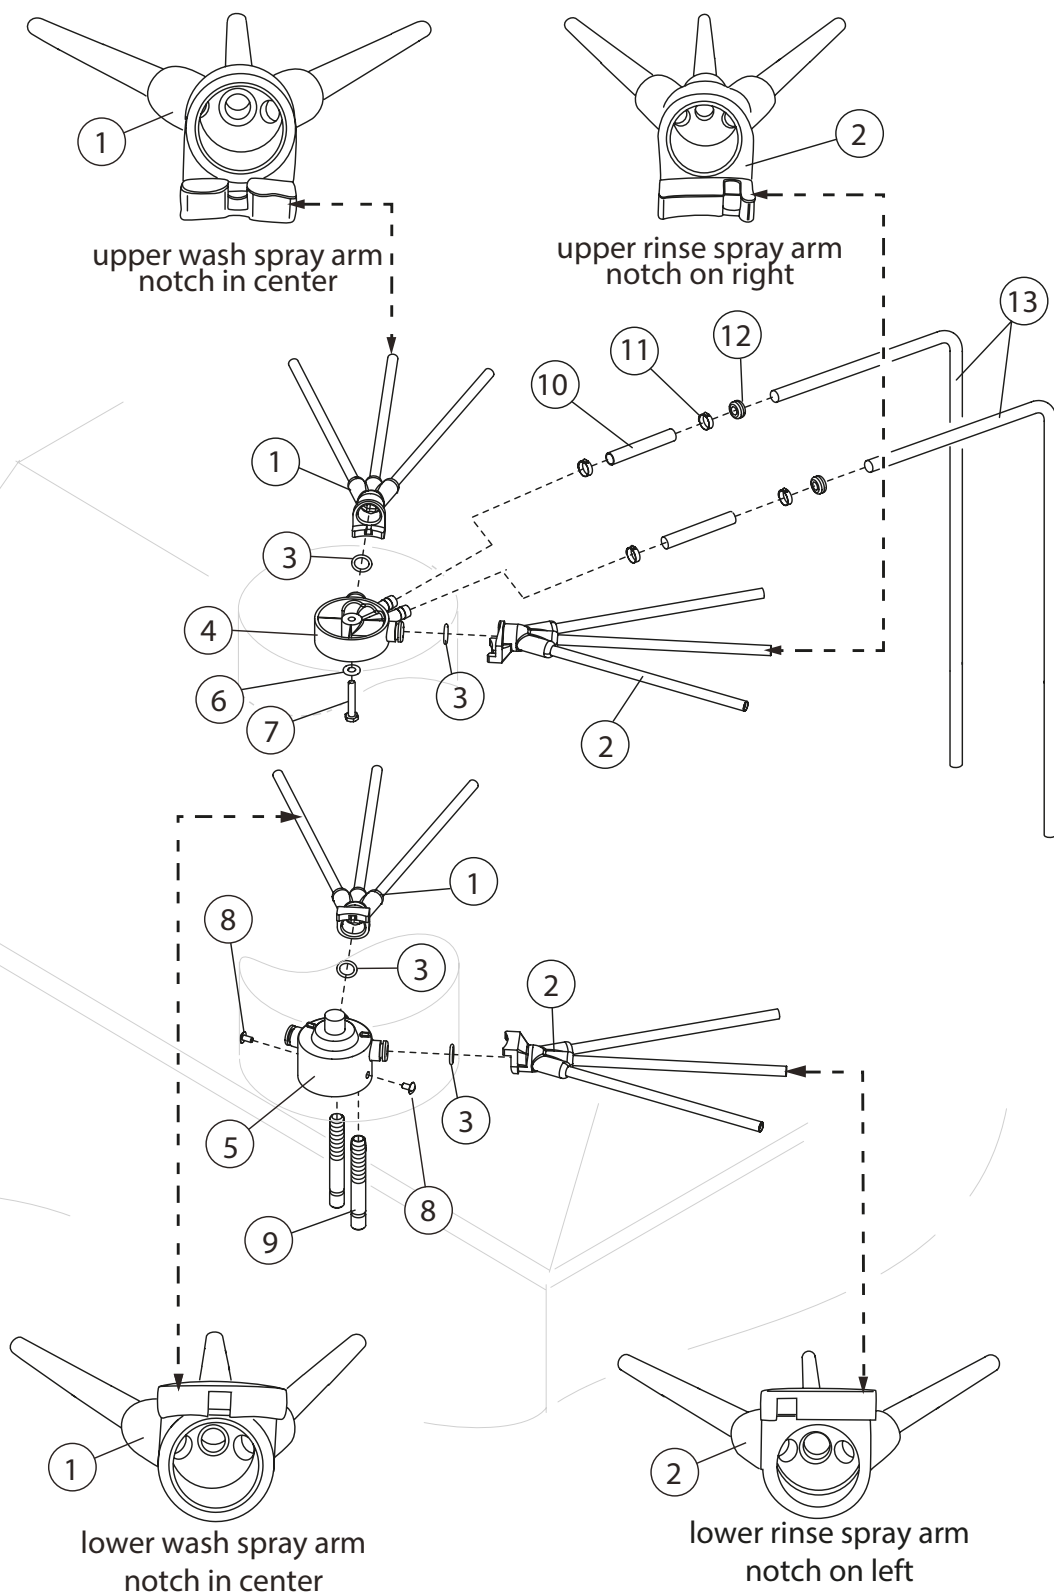 1
2
upper wash spray arm
notch in center
upper rinse spray arm
notch on right
13
12
11
10
1
3
4
6
3
7
2
1
8
3
2
5
3
8
9
1
2
lower wash spray arm
notch in center
lower rinse spray arm
notch on left